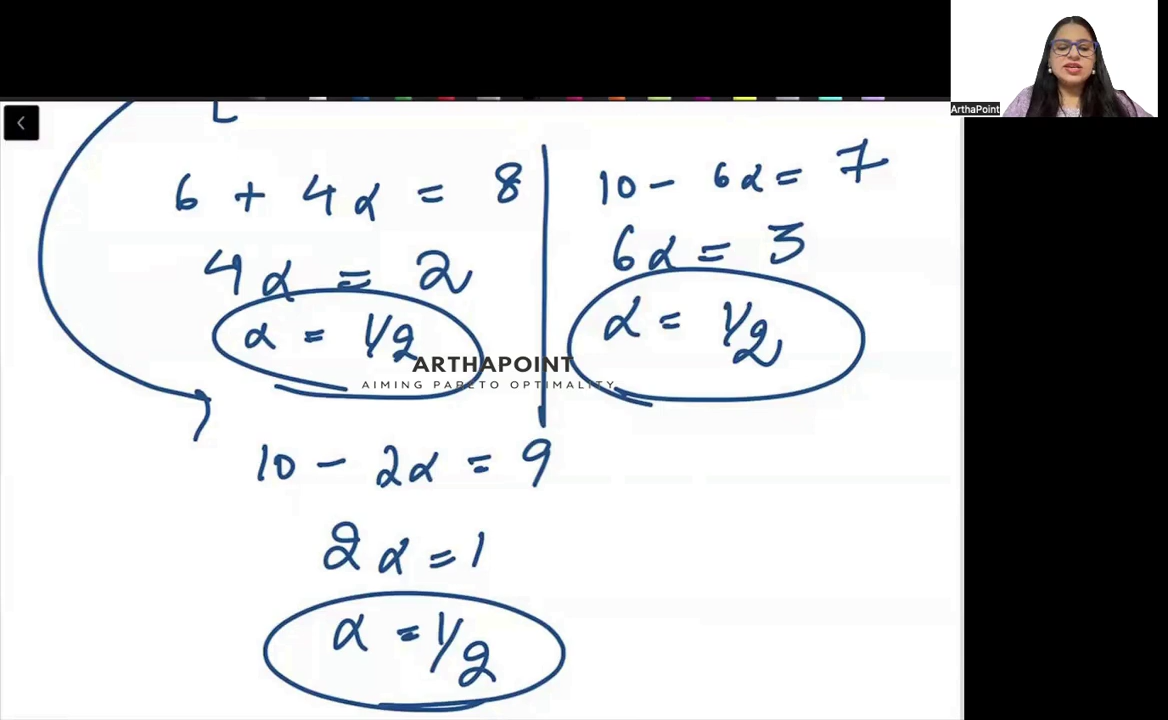 6 + 4α = 8
4α = 2
α = 1/2
10 - 6α = 7
6α = 3
α = 1/2
10 - 2α = 9
2α = 1
α = 1/2
ARTHAPOINT
AIMING PARETO OPTIMALITY
ArthaPoint